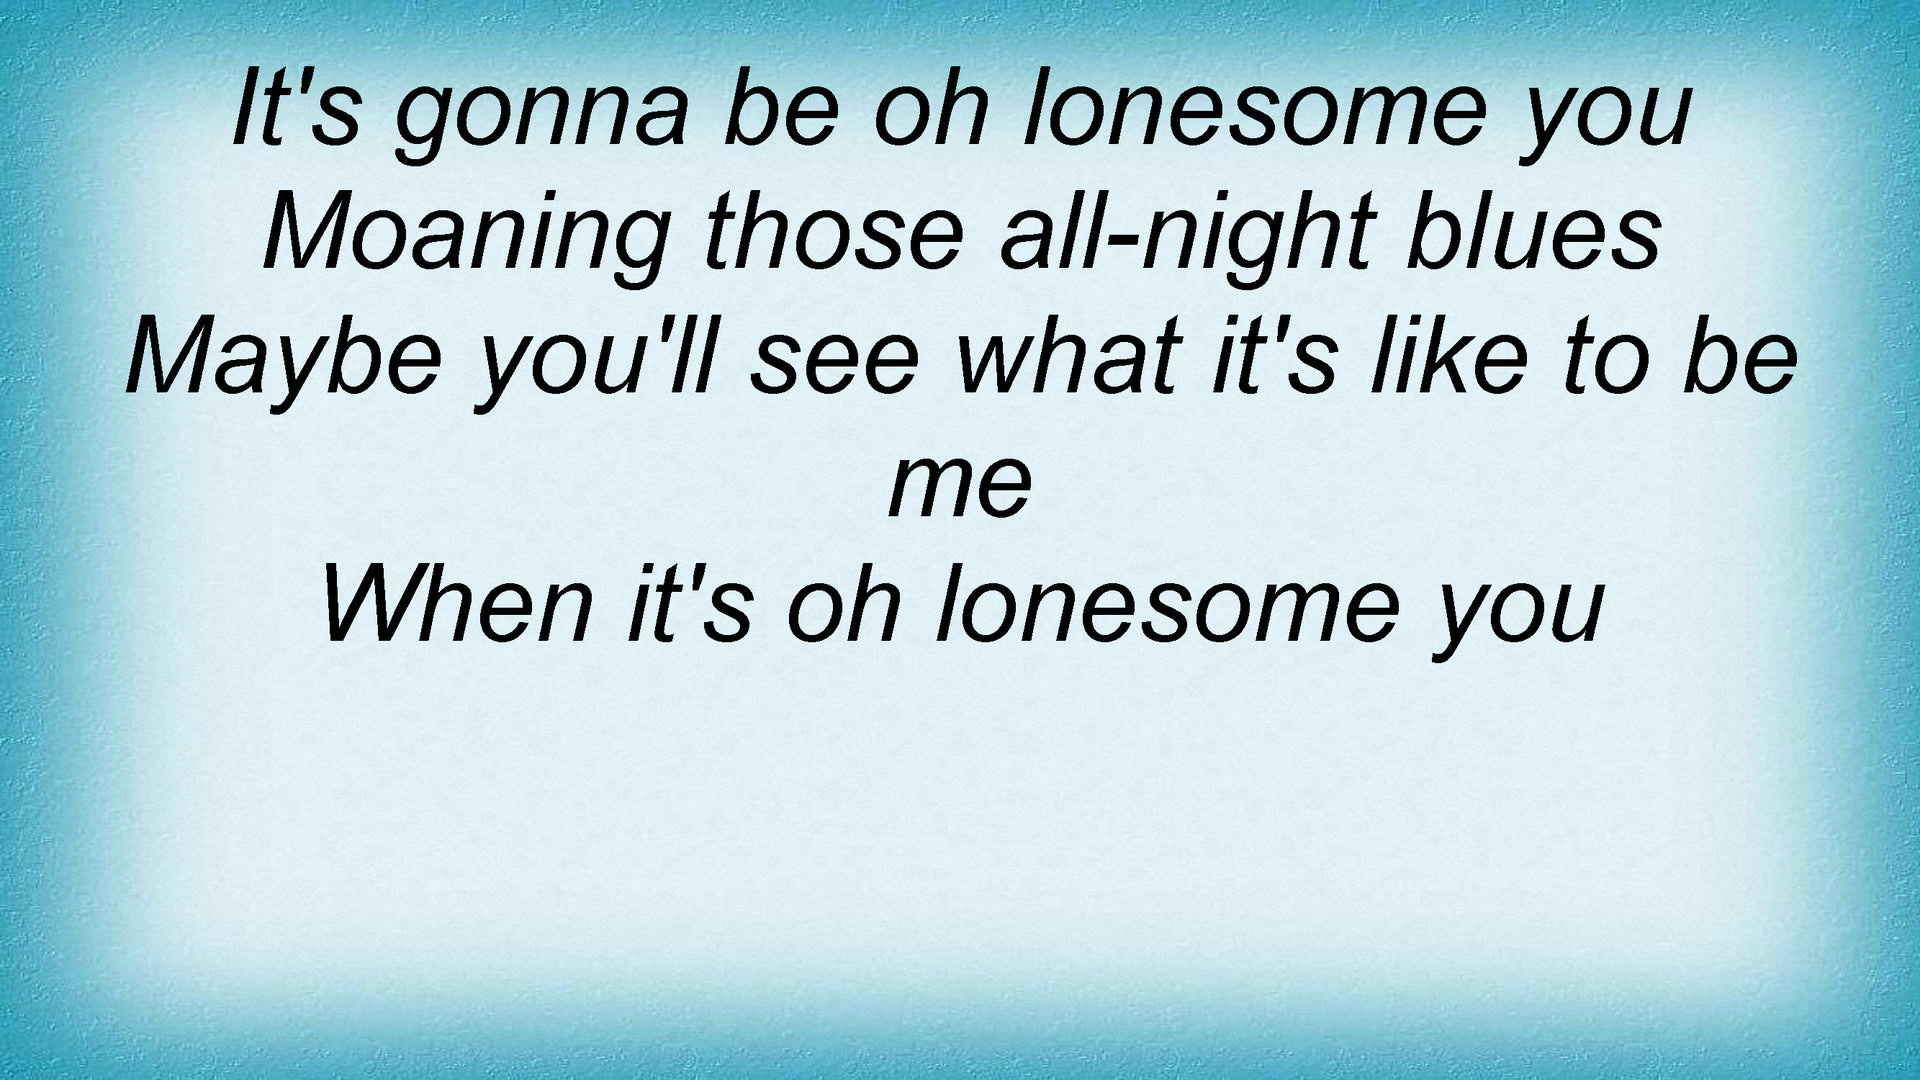 It's gonna be oh lonesome you
Moaning those all-night blues
Maybe you'll see what it's like to be
me
When it's oh lonesome you